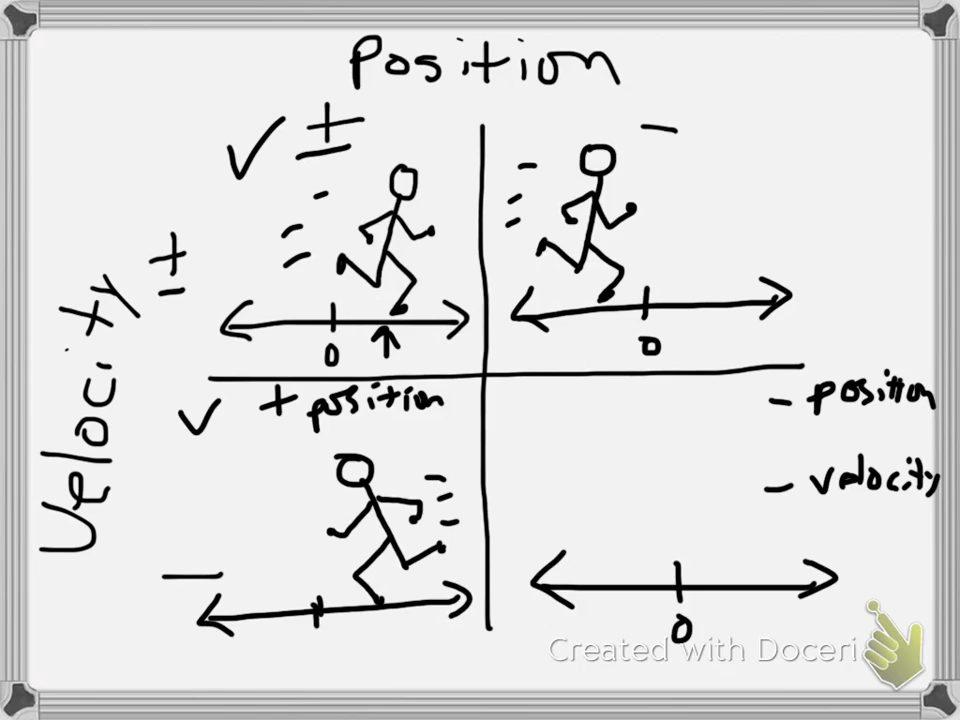 Position
✓ + −
Velocity
+
0
0
✓ + position
− position
− velocity
−
0
Created with Doceri